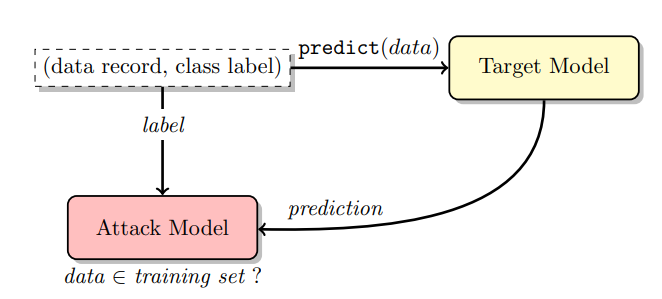 predict(data)
(data record, class label)
Target Model
label
prediction
Attack Model
data ∈ training set ?